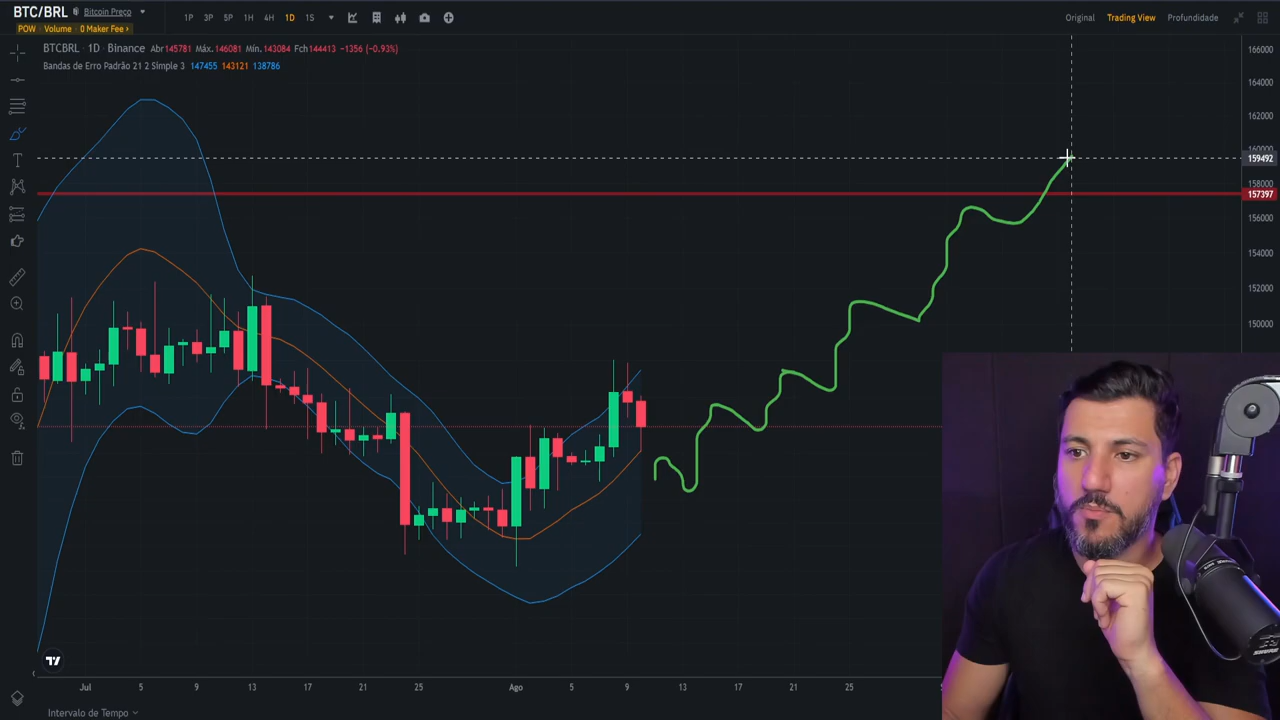 BTC/BRL Bitcoin Preço
POW Volume 0 Maker Fee >
1P 3P 5P 1H 4H 1D 1S
Original Trading View Profundidade
BTCBRL · 1D · Binance Abr145781 Máx.146081 Mín.143084 Fch144413 −1356 (−0.93%)
Bandas de Erro Padrão 21 2 Simple 3 147455 143121 138786
166000
164000
162000
160000
159492
158000
157397
156000
154000
152000
150000
Jul 5 9 13 17 21 25 Ago 5 9 13 17 21 25
Intervalo de Tempo